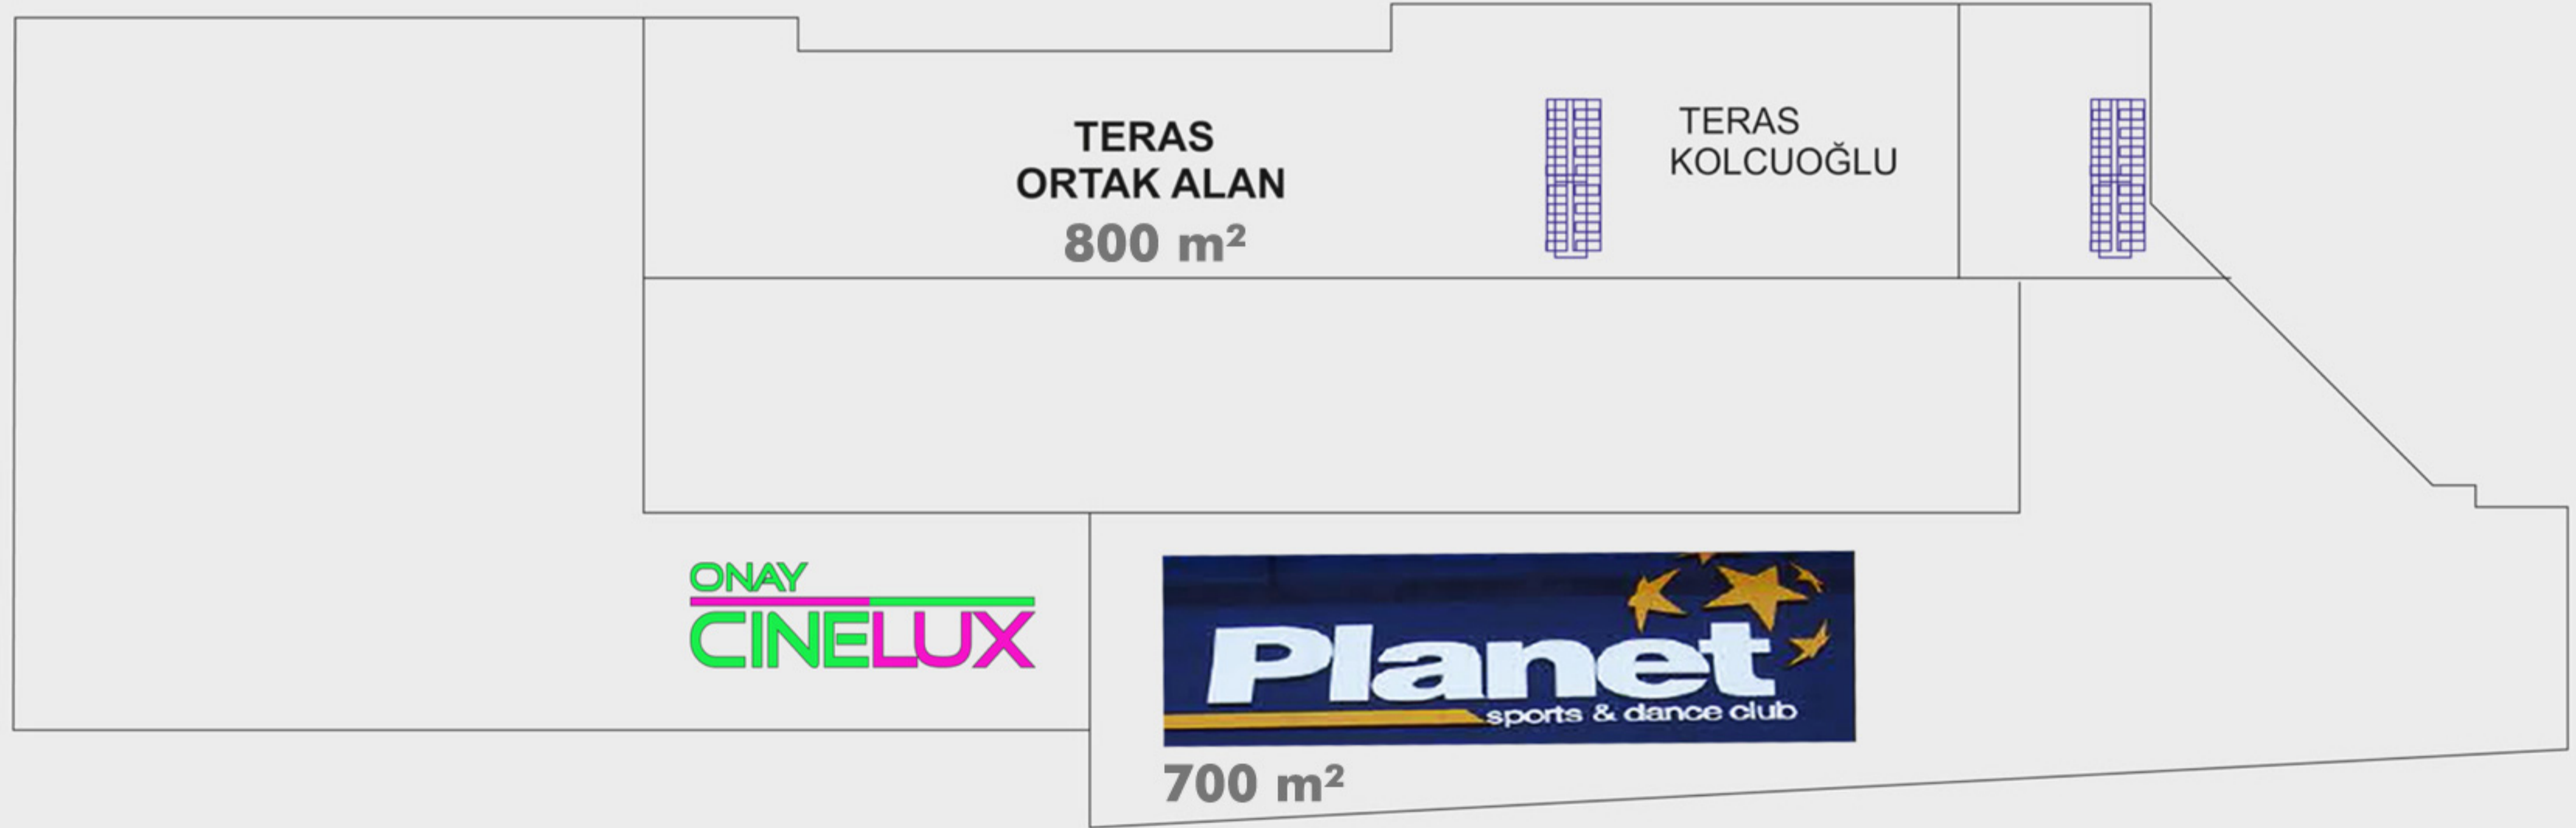 TERAS
ORTAK ALAN
800 m²
TERAS
KOLCUOĞLU
ONAY
CINELUX
Planet
sports & dance club
700 m²